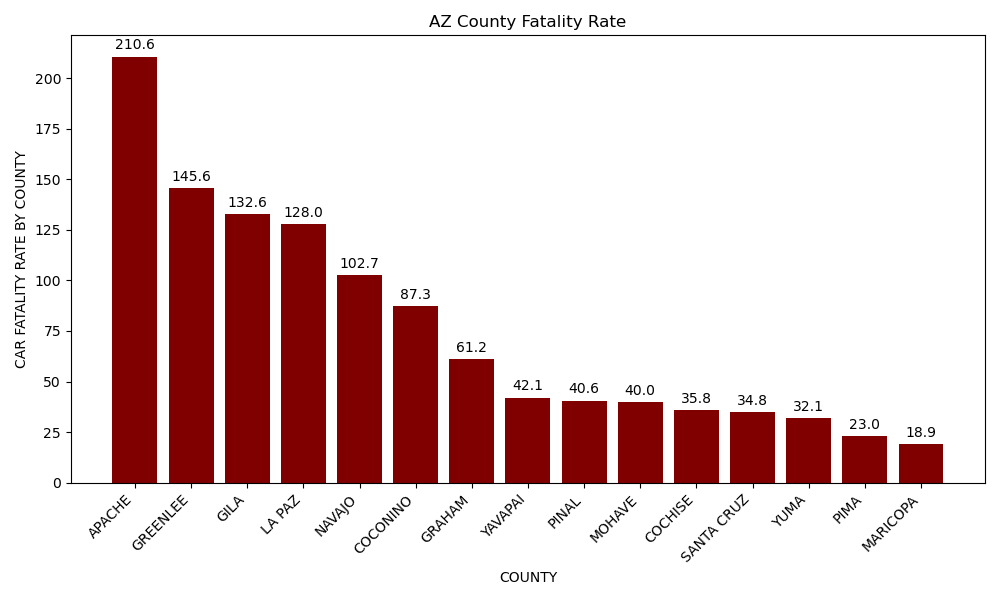 AZ County Fatality Rate
CAR FATALITY RATE BY COUNTY
200
175
150
125
100
75
50
25
0
210.6
145.6
132.6
128.0
102.7
87.3
61.2
42.1
40.6
40.0
35.8
34.8
32.1
23.0
18.9
APACHE
GREENLEE
GILA
LA PAZ
NAVAJO
COCONINO
GRAHAM
YAVAPAI
PINAL
MOHAVE
COCHISE
SANTA CRUZ
YUMA
PIMA
MARICOPA
COUNTY